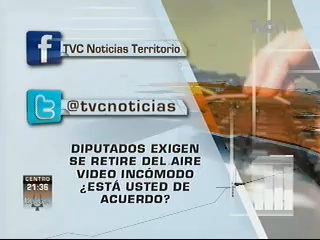 TVC Noticias Territorio
@tvcnoticias
DIPUTADOS EXIGEN
SE RETIRE DEL AIRE
VIDEO INCÓMODO
¿ESTÁ USTED DE
ACUERDO?
CENTRO
21:36